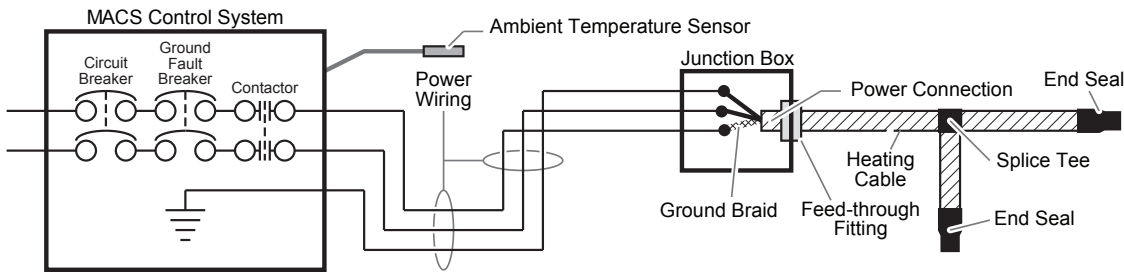 MACS Control System
Ambient Temperature Sensor
Circuit
Breaker
Ground
Fault
Breaker
Contactor
Power
Wiring
Junction Box
Power Connection
End Seal
Heating
Cable
Splice Tee
Ground Braid
Feed-through
Fitting
End Seal